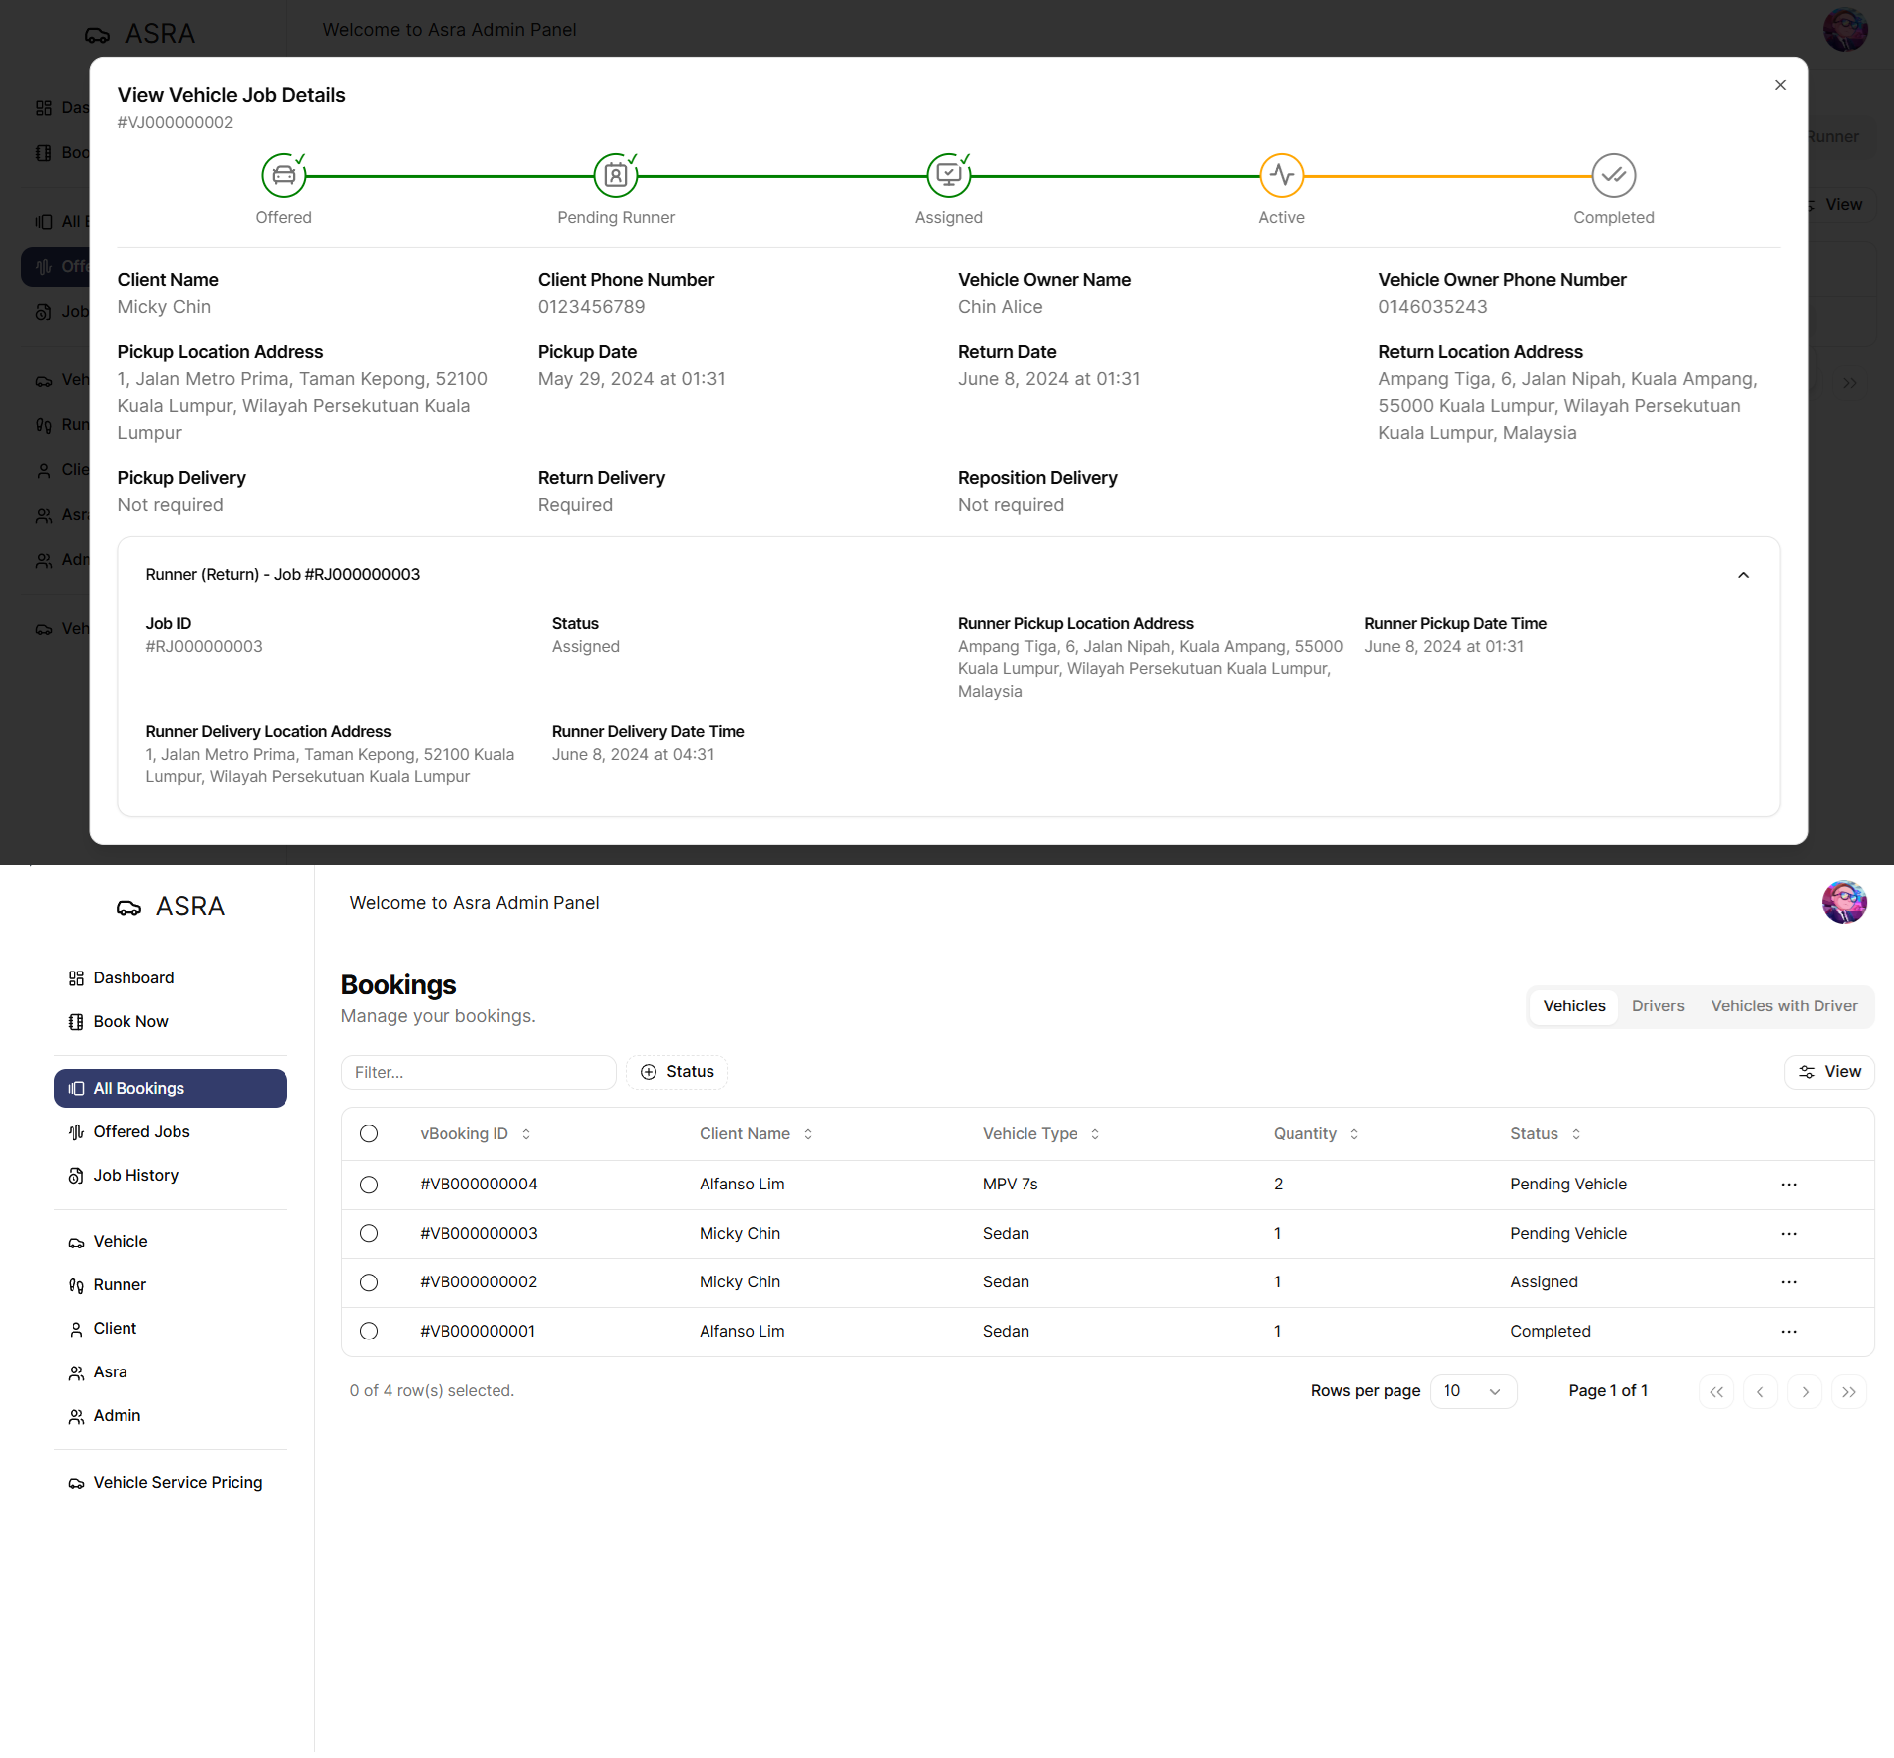 ASRA
Welcome to Asra Admin Panel
View Vehicle Job Details
#VJ000000002
Das
Boo
Runner
Offered
Pending Runner
Assigned
Active
Completed
All B
View
Offe
Job
Client Name
Client Phone Number
Vehicle Owner Name
Vehicle Owner Phone Number
Micky Chin
0123456789
Chin Alice
0146035243
Pickup Location Address
Pickup Date
Return Date
Return Location Address
1, Jalan Metro Prima, Taman Kepong, 52100
Kuala Lumpur, Wilayah Persekutuan Kuala
Lumpur
May 29, 2024 at 01:31
June 8, 2024 at 01:31
Ampang Tiga, 6, Jalan Nipah, Kuala Ampang,
55000 Kuala Lumpur, Wilayah Persekutuan
Kuala Lumpur, Malaysia
Veh
Run
Clie
Asra
Adm
Veh
Pickup Delivery
Return Delivery
Reposition Delivery
Not required
Required
Not required
Runner (Return) - Job #RJ000000003
Job ID
Status
Runner Pickup Location Address
Runner Pickup Date Time
#RJ000000003
Assigned
Ampang Tiga, 6, Jalan Nipah, Kuala Ampang, 55000
Kuala Lumpur, Wilayah Persekutuan Kuala Lumpur,
Malaysia
June 8, 2024 at 01:31
Runner Delivery Location Address
Runner Delivery Date Time
1, Jalan Metro Prima, Taman Kepong, 52100 Kuala
Lumpur, Wilayah Persekutuan Kuala Lumpur
June 8, 2024 at 04:31
ASRA
Welcome to Asra Admin Panel
Dashboard
Book Now
All Bookings
Offered Jobs
Job History
Vehicle
Runner
Client
Asra
Admin
Vehicle Service Pricing
Bookings
Manage your bookings.
Vehicles
Drivers
Vehicles with Driver
Filter...
Status
View
vBooking ID
Client Name
Vehicle Type
Quantity
Status
#VB000000004
Alfanso Lim
MPV 7s
2
Pending Vehicle
...
#VB000000003
Micky Chin
Sedan
1
Pending Vehicle
...
#VB000000002
Micky Chin
Sedan
1
Assigned
...
#VB000000001
Alfanso Lim
Sedan
1
Completed
...
0 of 4 row(s) selected.
Rows per page
10
Page 1 of 1